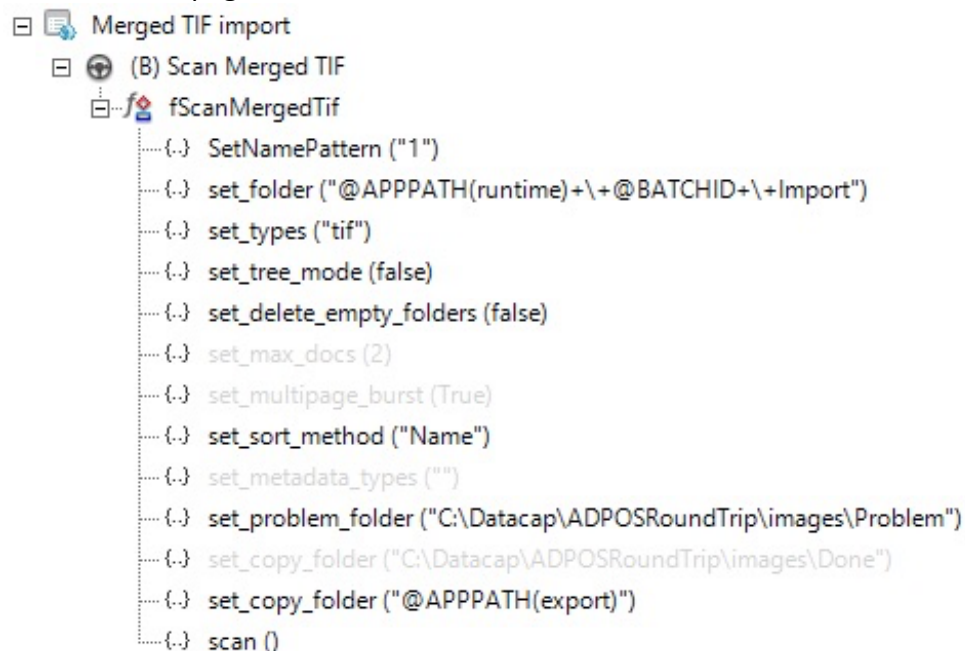 Merged TIF import
(B) Scan Merged TIF
fScanMergedTif
{..} SetNamePattern ("1")
{..} set_folder ("@APPPATH(runtime)+\+@BATCHID+\+Import")
{..} set_types ("tif")
{..} set_tree_mode (false)
{..} set_delete_empty_folders (false)
{..} set_max_docs (2)
{..} set_multipage_burst (True)
{..} set_sort_method ("Name")
{..} set_metadata_types ("")
{..} set_problem_folder ("C:\Datacap\ADPOSRoundTrip\images\Problem")
{..} set_copy_folder ("C:\Datacap\ADPOSRoundTrip\images\Done")
{..} set_copy_folder ("@APPPATH(export)")
{..} scan ()